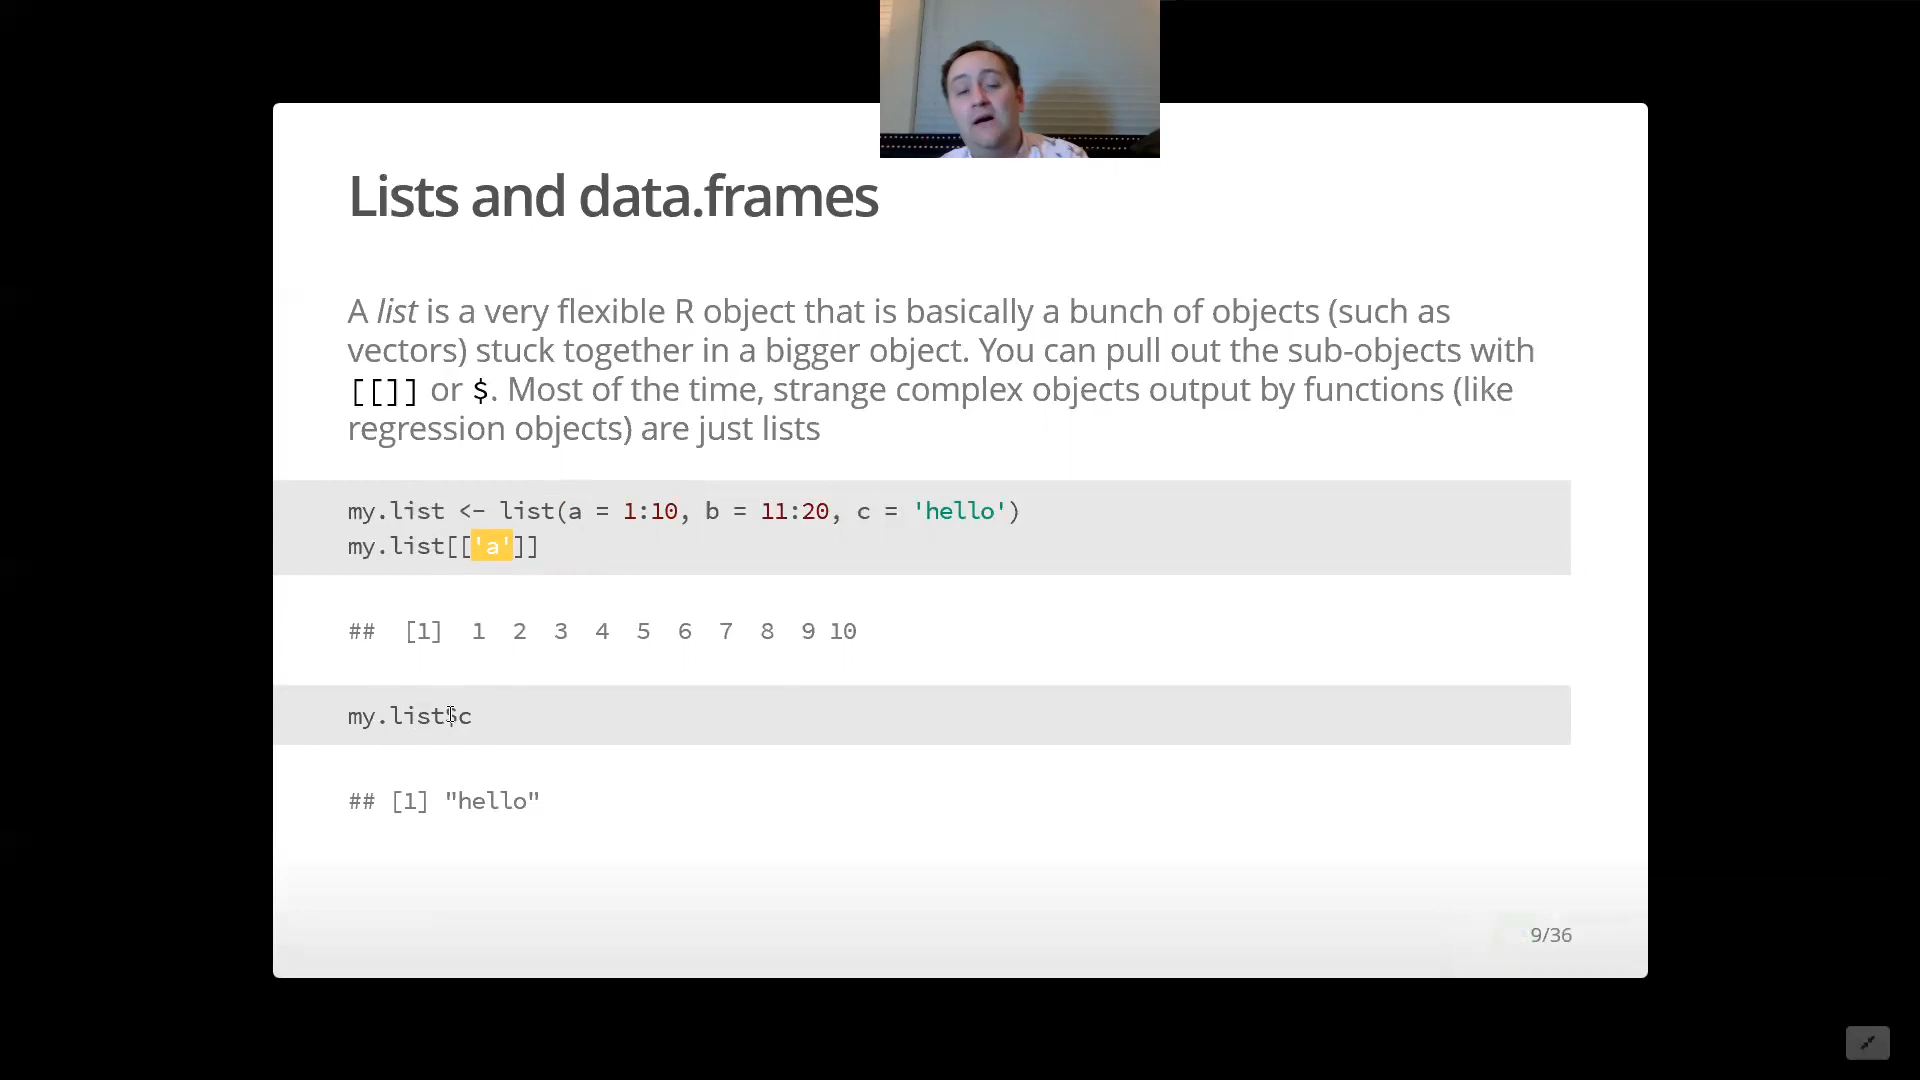 Lists and data.frames
A list is a very flexible R object that is basically a bunch of objects (such as
vectors) stuck together in a bigger object. You can pull out the sub-objects with
[[]] or $. Most of the time, strange complex objects output by functions (like
regression objects) are just lists
my.list <- list(a = 1:10, b = 11:20, c = 'hello')
my.list[['a']]
##  [1]  1  2  3  4  5  6  7  8  9 10
my.list$c
## [1] "hello"
9/36